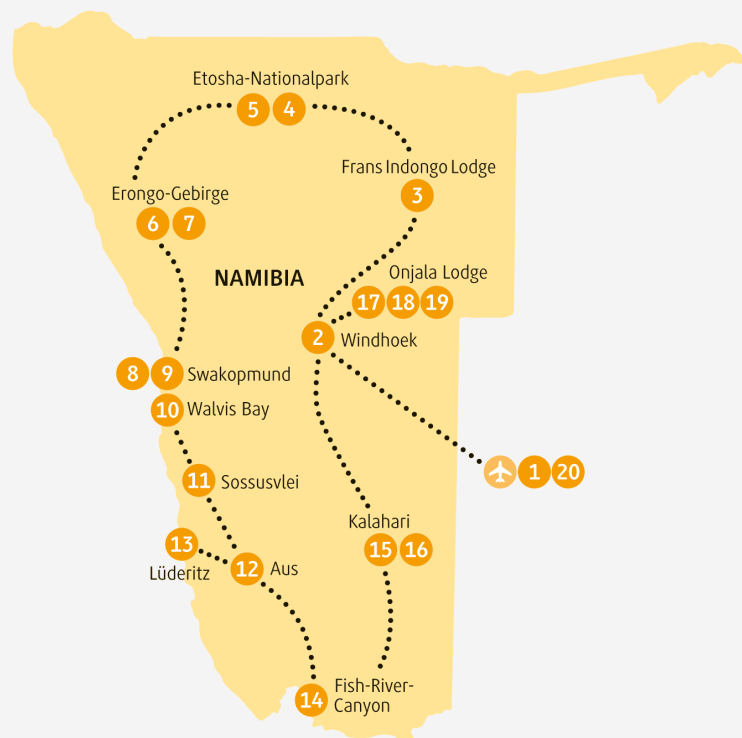 Etosha-Nationalpark
5 4
Frans Indongo Lodge
3
Erongo-Gebirge
6 7
NAMIBIA
Onjala Lodge
17 18 19
2 Windhoek
8 9 Swakopmund
10 Walvis Bay
11 Sossusvlei
1 20
Kalahari
15 16
13
Lüderitz
12 Aus
14 Fish-River-
Canyon